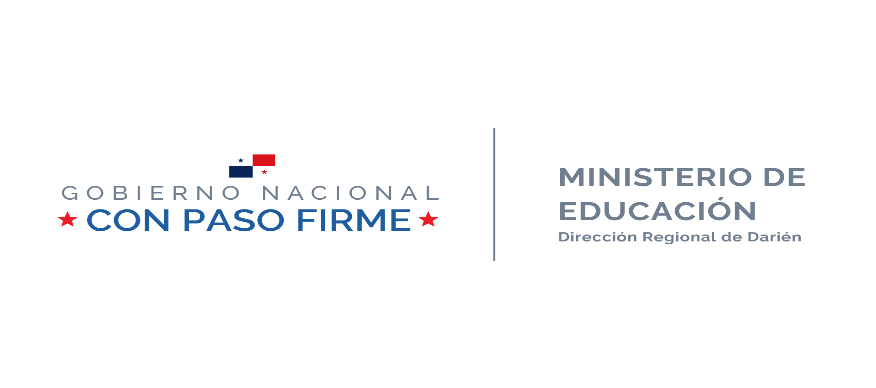 GOBIERNO NACIONAL
CON PASO FIRME
MINISTERIO DE
EDUCACIÓN
Dirección Regional de Darién